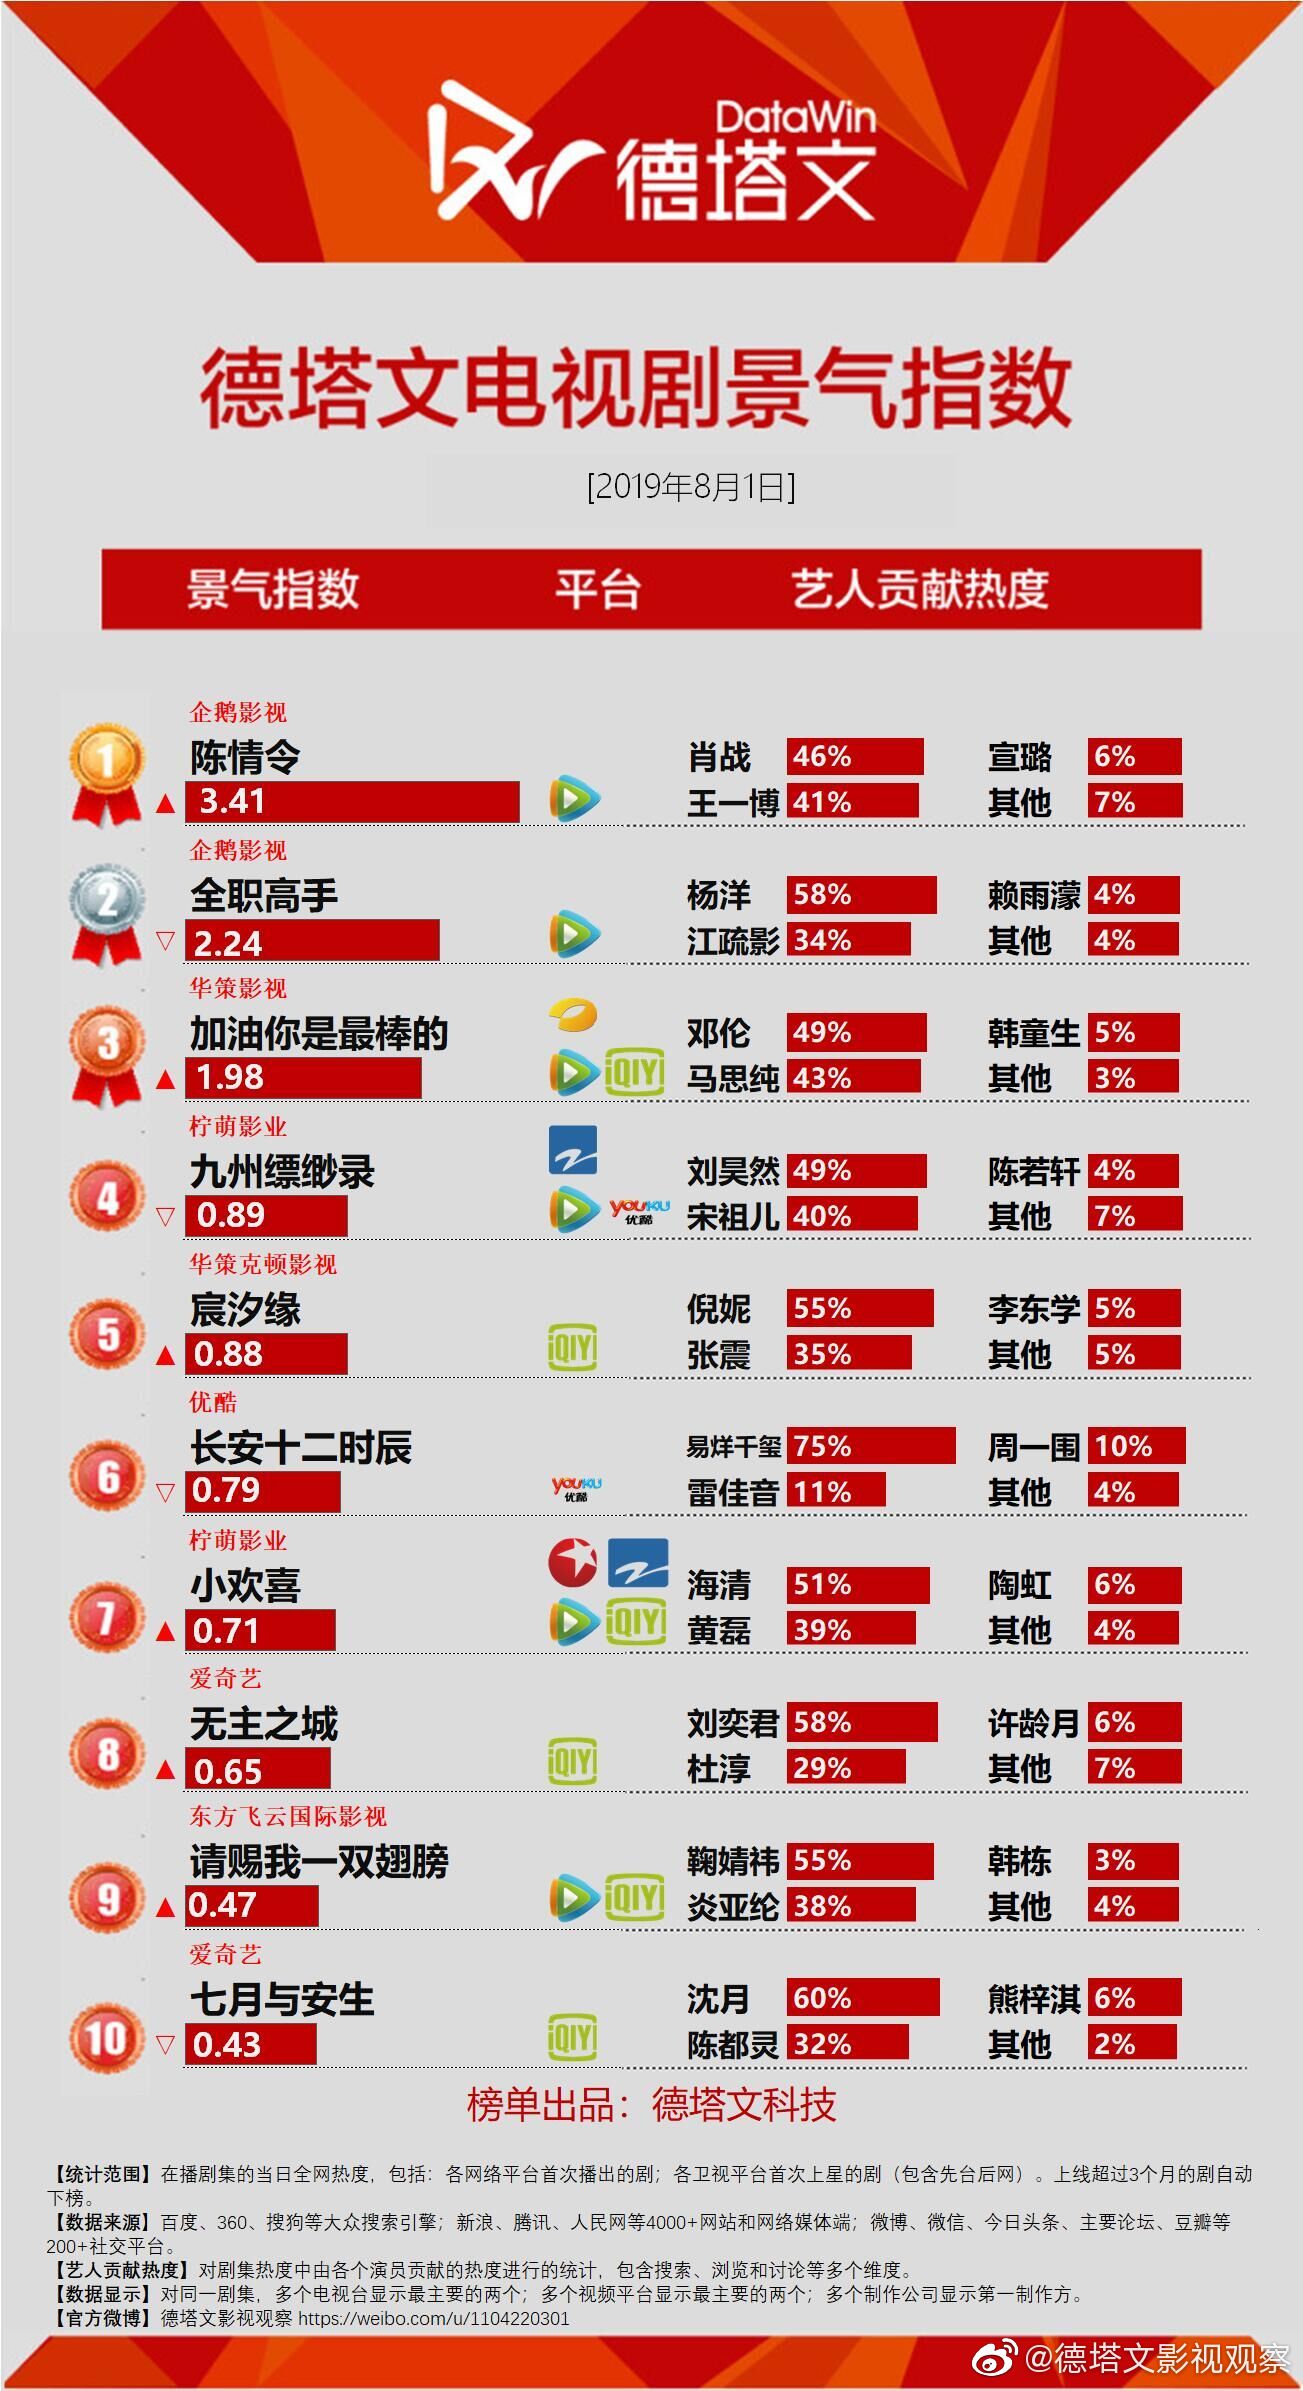 DataWin
德塔文
德塔文电视剧景气指数
[2019年8月1日]
景气指数 平台 艺人贡献热度
企鹅影视
1 陈情令 肖战 46% 宣璐 6%
▲ 3.41 王一博 41% 其他 7%
企鹅影视
2 全职高手 杨洋 58% 赖雨濛 4%
▽ 2.24 江疏影 34% 其他 4%
华策影视
3 加油你是最棒的 邓伦 49% 韩童生 5%
▲ 1.98 iQIYI 马思纯 43% 其他 3%
柠萌影业
4 九州缥缈录 刘昊然 49% 陈若轩 4%
▽ 0.89 YOUKU 优酷 宋祖儿 40% 其他 7%
华策克顿影视
5 宸汐缘 倪妮 55% 李东学 5%
▲ 0.88 iQIYI 张震 35% 其他 5%
优酷
6 长安十二时辰 易烊千玺 75% 周一围 10%
▽ 0.79 YOUKU 优酷 雷佳音 11% 其他 4%
柠萌影业
7 小欢喜 海清 51% 陶虹 6%
▲ 0.71 iQIYI 黄磊 39% 其他 4%
爱奇艺
8 无主之城 刘奕君 58% 许龄月 6%
▲ 0.65 iQIYI 杜淳 29% 其他 7%
东方飞云国际影视
9 请赐我一双翅膀 鞠婧祎 55% 韩栋 3%
▲ 0.47 iQIYI 炎亚纶 38% 其他 4%
爱奇艺
10 七月与安生 沈月 60% 熊梓淇 6%
▽ 0.43 iQIYI 陈都灵 32% 其他 2%
榜单出品：德塔文科技
【统计范围】在播剧集的当日全网热度，包括：各网络平台首次播出的剧；各卫视平台首次上星的剧（包含先台后网）。上线超过3个月的剧自动
下榜。
【数据来源】百度、360、搜狗等大众搜索引擎；新浪、腾讯、人民网等4000+网站和网络媒体端；微博、微信、今日头条、主要论坛、豆瓣等
200+社交平台。
【艺人贡献热度】对剧集热度中由各个演员贡献的热度进行的统计，包含搜索、浏览和讨论等多个维度。
【数据显示】对同一剧集，多个电视台显示最主要的两个；多个视频平台显示最主要的两个；多个制作公司显示第一制作方。
【官方微博】德塔文影视观察 https://weibo.com/u/1104220301
@德塔文影视观察